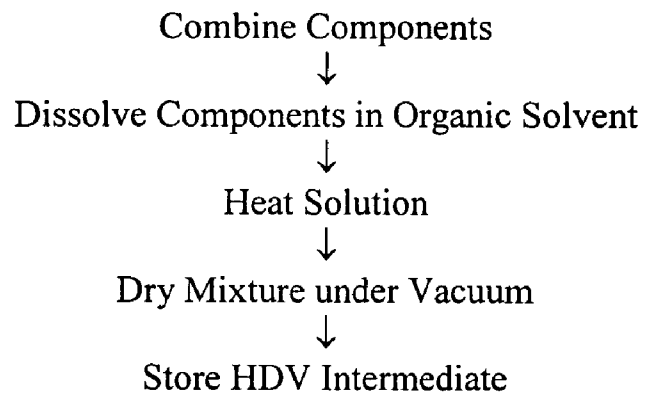 Combine Components
↓
Dissolve Components in Organic Solvent
↓
Heat Solution
↓
Dry Mixture under Vacuum
↓
Store HDV Intermediate